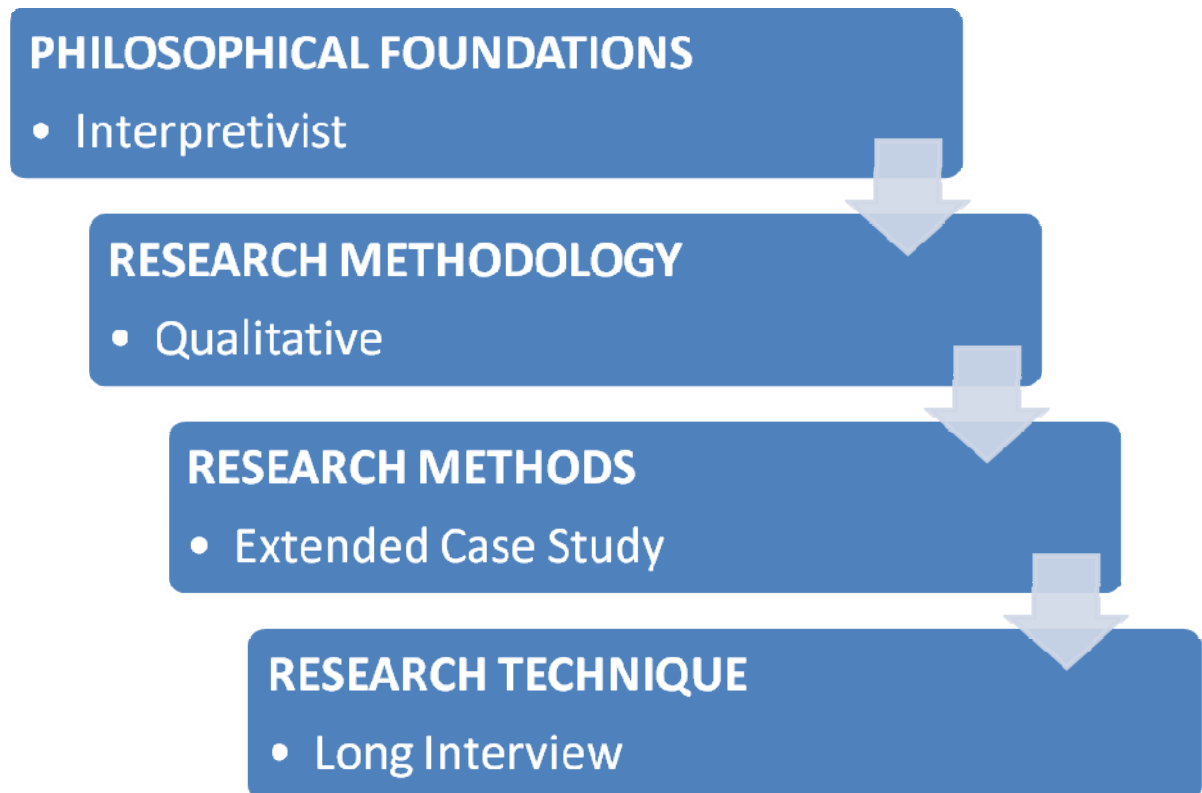 PHILOSOPHICAL FOUNDATIONS
• Interpretivist
RESEARCH METHODOLOGY
• Qualitative
RESEARCH METHODS
• Extended Case Study
RESEARCH TECHNIQUE
• Long Interview